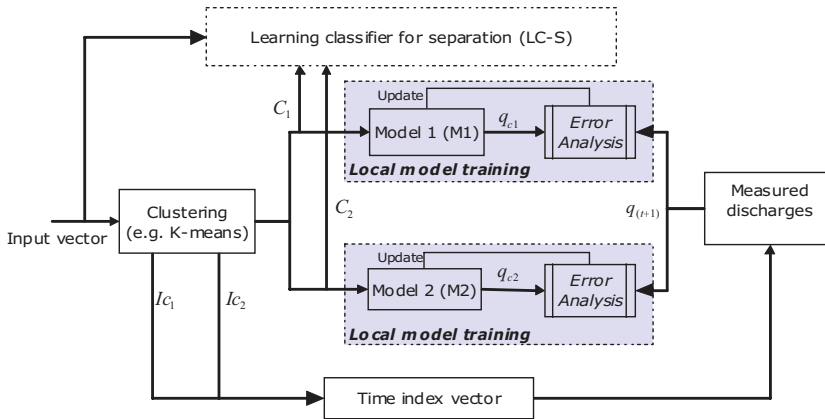 Learning classifier for separation (LC-S)
Update
C1
Model 1 (M1)
qc1
Error
Analysis
Local model training
Input vector
Clustering
(e.g. K-means)
C2
q(t+1)
Measured
discharges
Update
Ic1
Ic2
Model 2 (M2)
qc2
Error
Analysis
Local model training
Time index vector